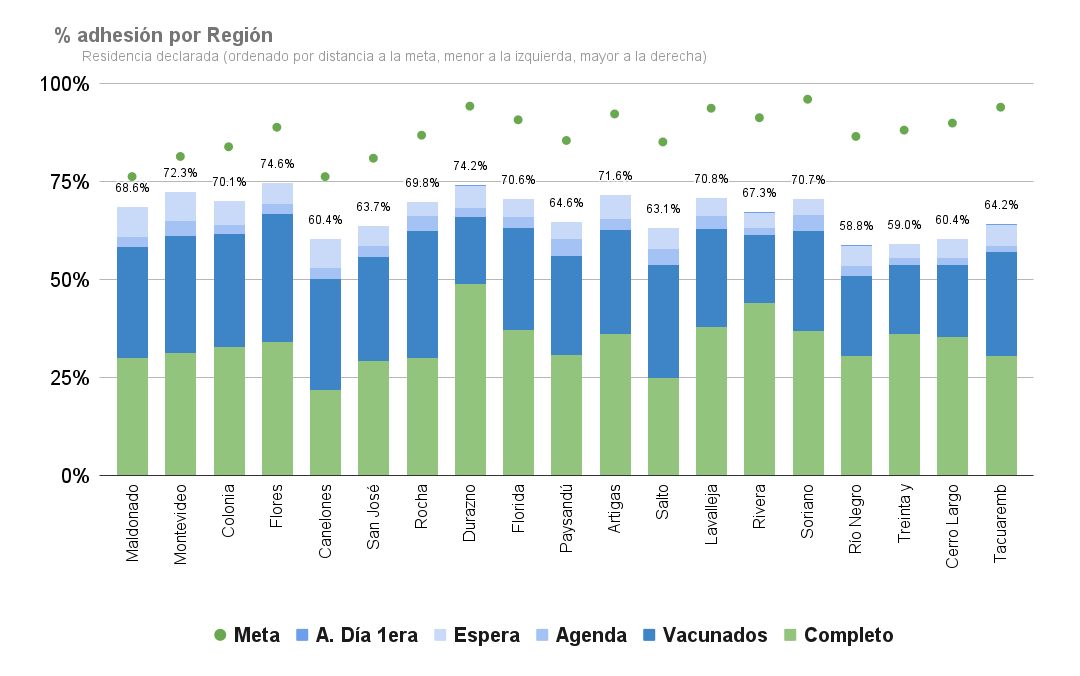 % adhesión por Región
Residencia declarada (ordenado por distancia a la meta, menor a la izquierda, mayor a la derecha)
100%
75%
50%
25%
0%
68.6%
72.3%
70.1%
74.6%
60.4%
63.7%
69.8%
74.2%
70.6%
64.6%
71.6%
63.1%
70.8%
67.3%
70.7%
58.8%
59.0%
60.4%
64.2%
Maldonado
Montevideo
Colonia
Flores
Canelones
San José
Rocha
Durazno
Florida
Paysandú
Artigas
Salto
Lavalleja
Rivera
Soriano
Río Negro
Treinta y
Cerro Largo
Tacuaremb
Meta A. Día 1era Espera Agenda Vacunados Completo